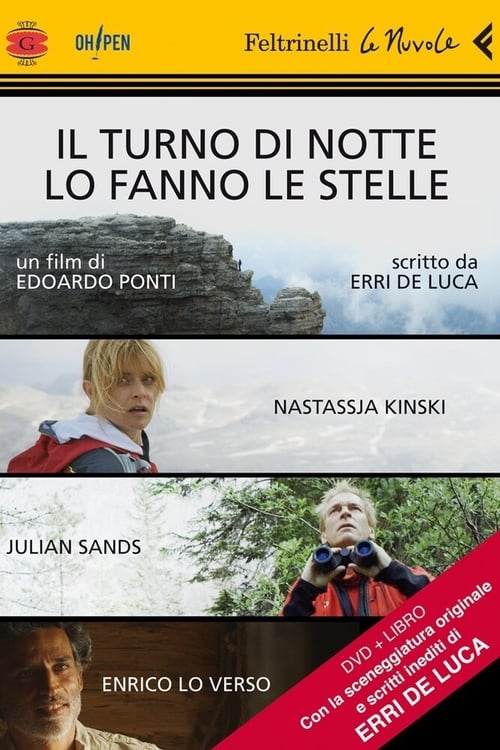 G
OH!PEN
Feltrinelli Le Nuvole
IL TURNO DI NOTTE
LO FANNO LE STELLE
un film di
EDOARDO PONTI
scritto da
ERRI DE LUCA
NASTASSJA KINSKI
JULIAN SANDS
ENRICO LO VERSO
DVD + LIBRO
Con la sceneggiatura originale
e scritti inediti di
ERRI DE LUCA